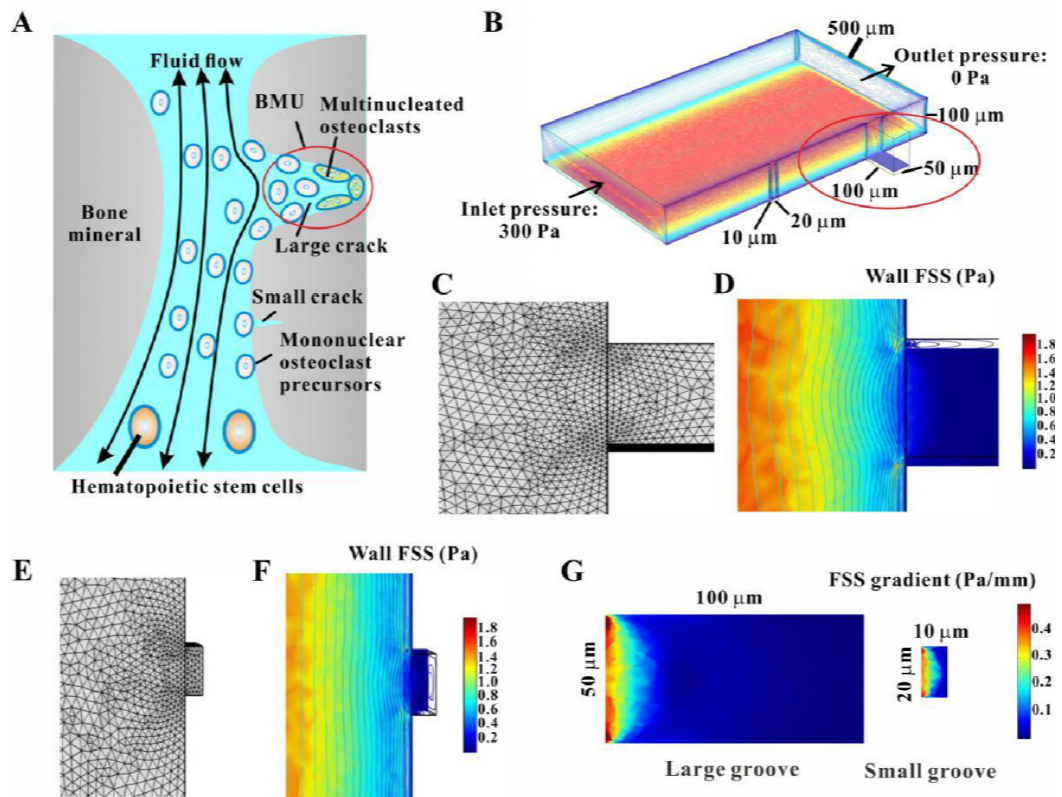 A
Fluid flow
BMU
Multinucleated
osteoclasts
Bone
mineral
Large crack
Small crack
Mononuclear
osteoclast
precursors
Hematopoietic stem cells
B
500 μm
Outlet pressure:
0 Pa
100 μm
50 μm
100 μm
20 μm
10 μm
Inlet pressure:
300 Pa
C
D
Wall FSS (Pa)
1.8
1.6
1.4
1.2
1.0
0.8
0.6
0.4
0.2
E
F
Wall FSS (Pa)
1.8
1.6
1.4
1.2
1.0
0.8
0.6
0.4
0.2
G
FSS gradient (Pa/mm)
100 μm
50 μm
10 μm
20 μm
0.4
0.3
0.2
0.1
Large groove
Small groove